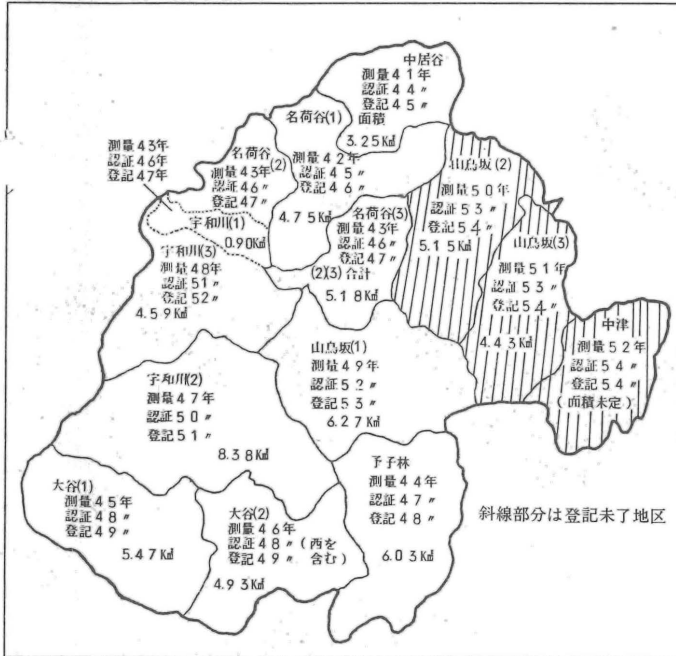 中居谷
測量41年
認証44〃
登記45〃
面積
3.25K㎡
名荷谷(1)
測量42年
認証45〃
登記46〃
4.75K㎡
測量43年
認証46年
登記47年
名荷谷(2)
測量43年
認証46〃
登記47〃
宇和川(1)
0.90K㎡
名荷谷(3)
測量43年
認証46〃
登記47〃
(2)(3)合計
5.18K㎡
山鳥坂(2)
測量50年
認証53〃
登記54〃
5.15K㎡
山鳥坂(3)
測量51年
認証53〃
登記54〃
4.43K㎡
中津
測量52年
認証54〃
登記54〃
(面積未定)
宇和川(3)
測量48年
認証51〃
登記52〃
4.59K㎡
山鳥坂(1)
測量49年
認証52〃
登記53〃
6.27K㎡
宇和川(2)
測量47年
認証50〃
登記51〃
8.38K㎡
大谷(1)
測量45年
認証48〃
登記49〃
5.47K㎡
大谷(2)
測量46年
認証48〃(西を
登記49〃 含む)
4.93K㎡
予子林
測量44年
認証47〃
登記48〃
6.03K㎡
斜線部分は登記未了地区